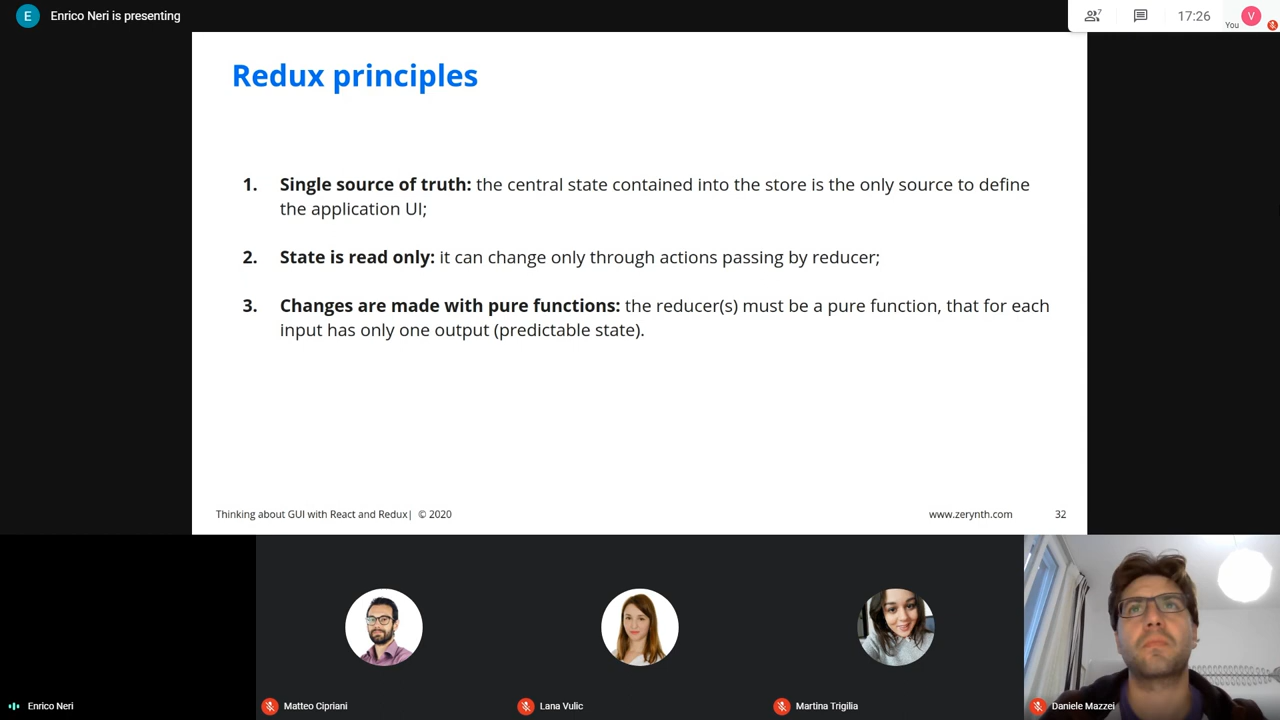 E Enrico Neri is presenting
7
17:26
You
V
Redux principles
1. Single source of truth: the central state contained into the store is the only source to define
the application UI;
2. State is read only: it can change only through actions passing by reducer;
3. Changes are made with pure functions: the reducer(s) must be a pure function, that for each
input has only one output (predictable state).
Thinking about GUI with React and Redux| © 2020
www.zerynth.com
32
Enrico Neri
Matteo Cipriani
Lana Vulic
Martina Trigilia
Daniele Mazzei